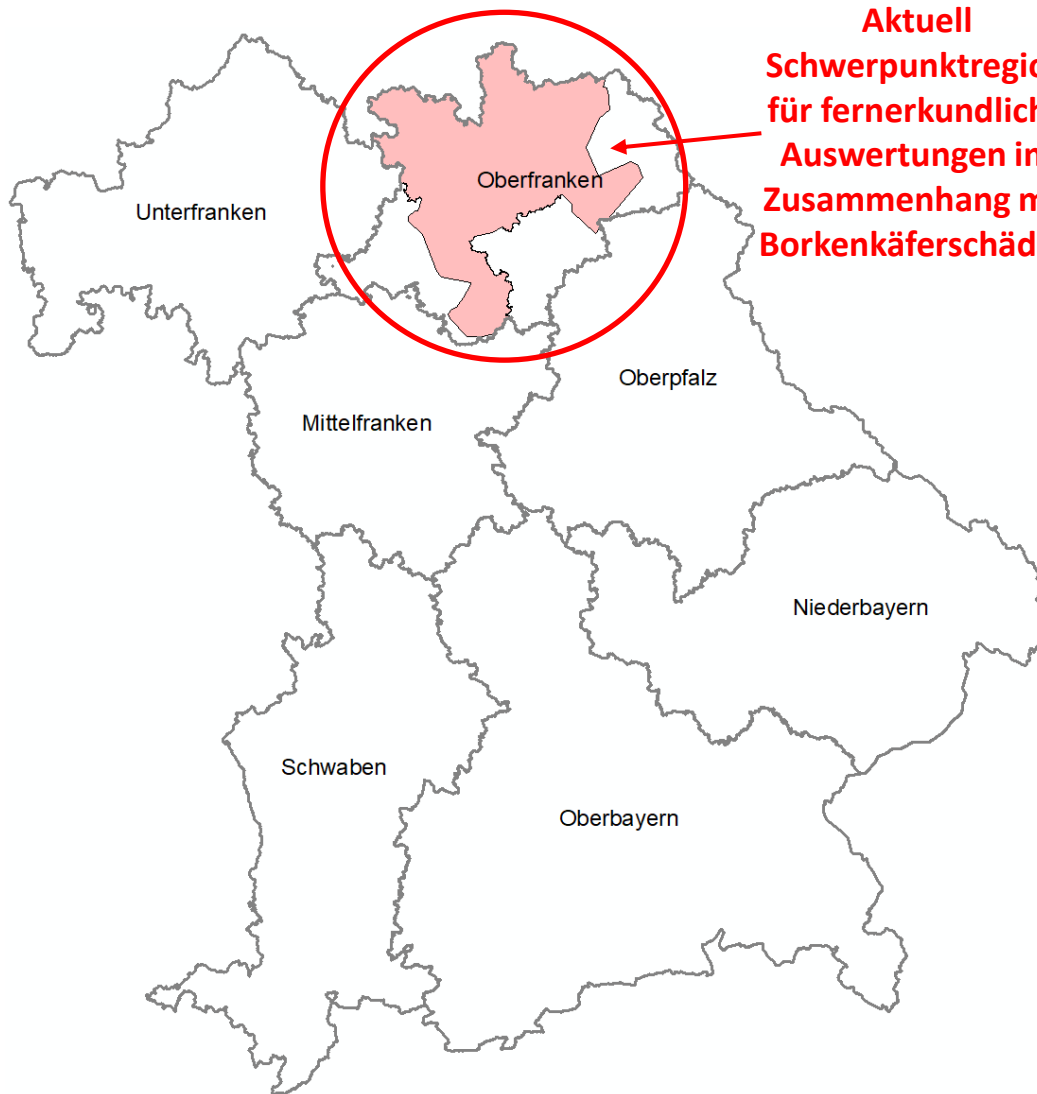 Aktuell
Schwerpunktregio
für fernerkundlich
Auswertungen in
Zusammenhang m
Borkenkäferschäd
Oberfranken
Unterfranken
Oberpfalz
Mittelfranken
Niederbayern
Schwaben
Oberbayern